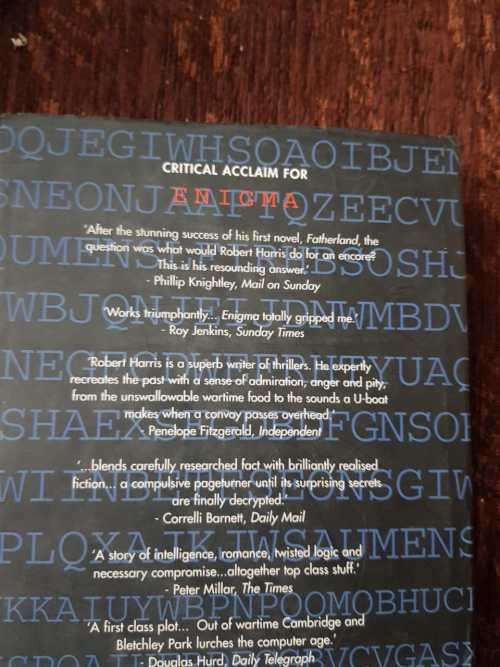 OQJEGIWHSOAOIBJEN
CRITICAL ACCLAIM FOR
ENIGMA
'After the stunning success of his first novel, Fatherland, the
question was what would Robert Harris do for an encore?
This is his resounding answer.'
- Phillip Knightley, Mail on Sunday
'Works triumphantly... Enigma totally gripped me.'
- Roy Jenkins, Sunday Times
'Robert Harris is a superb writer of thrillers. He expertly
recreates the past with a sense of admiration, anger and pity,
from the unswallowable wartime food to the sounds a U-boat
makes when a convoy passes overhead.'
- Penelope Fitzgerald, Independent
'...blends carefully researched fact with brilliantly realised
fiction... a compulsive pageturner until its surprising secrets
are finally decrypted.'
- Correlli Barnett, Daily Mail
'A story of intelligence, romance, twisted logic and
necessary compromise...altogether top class stuff.'
- Peter Millar, The Times
KKATUYWBPNPOOMOBHUCI
'A first class plot... Out of wartime Cambridge and
Bletchley Park lurches the computer age.'
- Douglas Hurd, Daily Telegraph